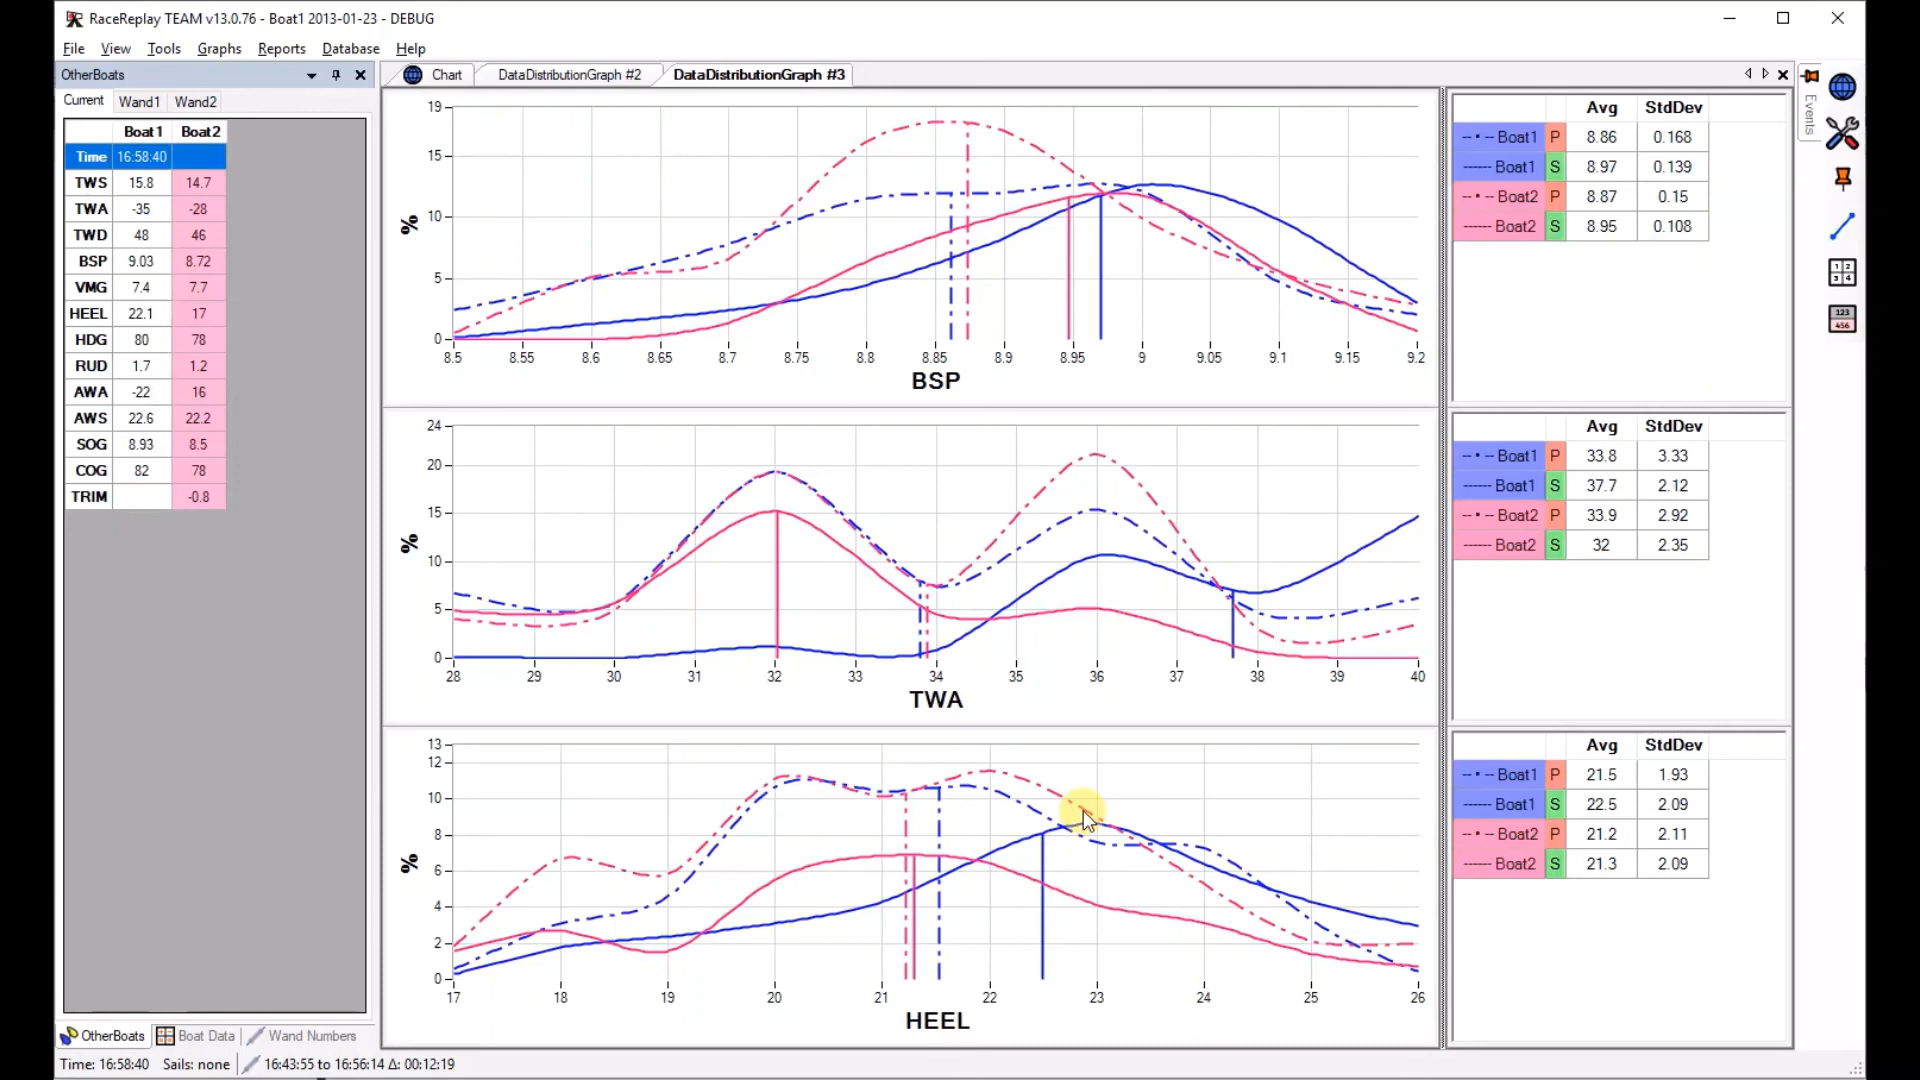 RaceReplay TEAM v13.0.76 - Boat1 2013-01-23 - DEBUG
File View Tools Graphs Reports Database Help
OtherBoats
Current Wand1 Wand2
Boat1 Boat2
Time 16:58:40
TWS 15.8 14.7
TWA -35 -28
TWD 48 46
BSP 9.03 8.72
VMG 7.4 7.7
HEEL 22.1 17
HDG 80 78
RUD 1.7 1.2
AWA -22 16
AWS 22.6 22.2
SOG 8.93 8.5
COG 82 78
TRIM -0.8
OtherBoats Boat Data Wand Numbers
Chart DataDistributionGraph #2 DataDistributionGraph #3
19
15
10
5
0
%
8.5 8.55 8.6 8.65 8.7 8.75 8.8 8.85 8.9 8.95 9 9.05 9.1 9.15 9.2
BSP
Avg StdDev
Boat1 P 8.86 0.168
Boat1 S 8.97 0.139
Boat2 P 8.87 0.15
Boat2 S 8.95 0.108
24
20
15
10
5
0
%
28 29 30 31 32 33 34 35 36 37 38 39 40
TWA
Avg StdDev
Boat1 P 33.8 3.33
Boat1 S 37.7 2.12
Boat2 P 33.9 2.92
Boat2 S 32 2.35
13
12
10
8
6
4
2
0
%
17 18 19 20 21 22 23 24 25 26
HEEL
Avg StdDev
Boat1 P 21.5 1.93
Boat1 S 22.5 2.09
Boat2 P 21.2 2.11
Boat2 S 21.3 2.09
Events
1 2
3 4
123
456
Time: 16:58:40 Sails: none 16:43:55 to 16:56:14 Δ: 00:12:19